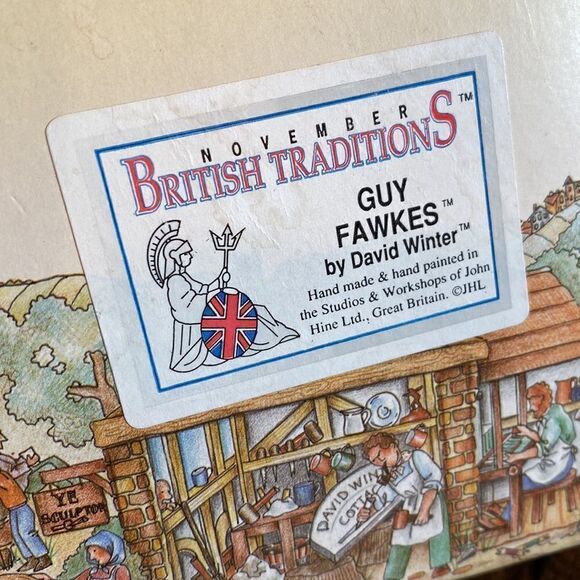 NOVEMBER
BRITISH TRADITIONS™
GUY
FAWKES™
by David Winter™
Hand made & hand painted in
the Studios & Workshops of John
Hine Ltd., Great Britain. ©JHL
DAVID WIN
COTTA
YE
SCULPTOR